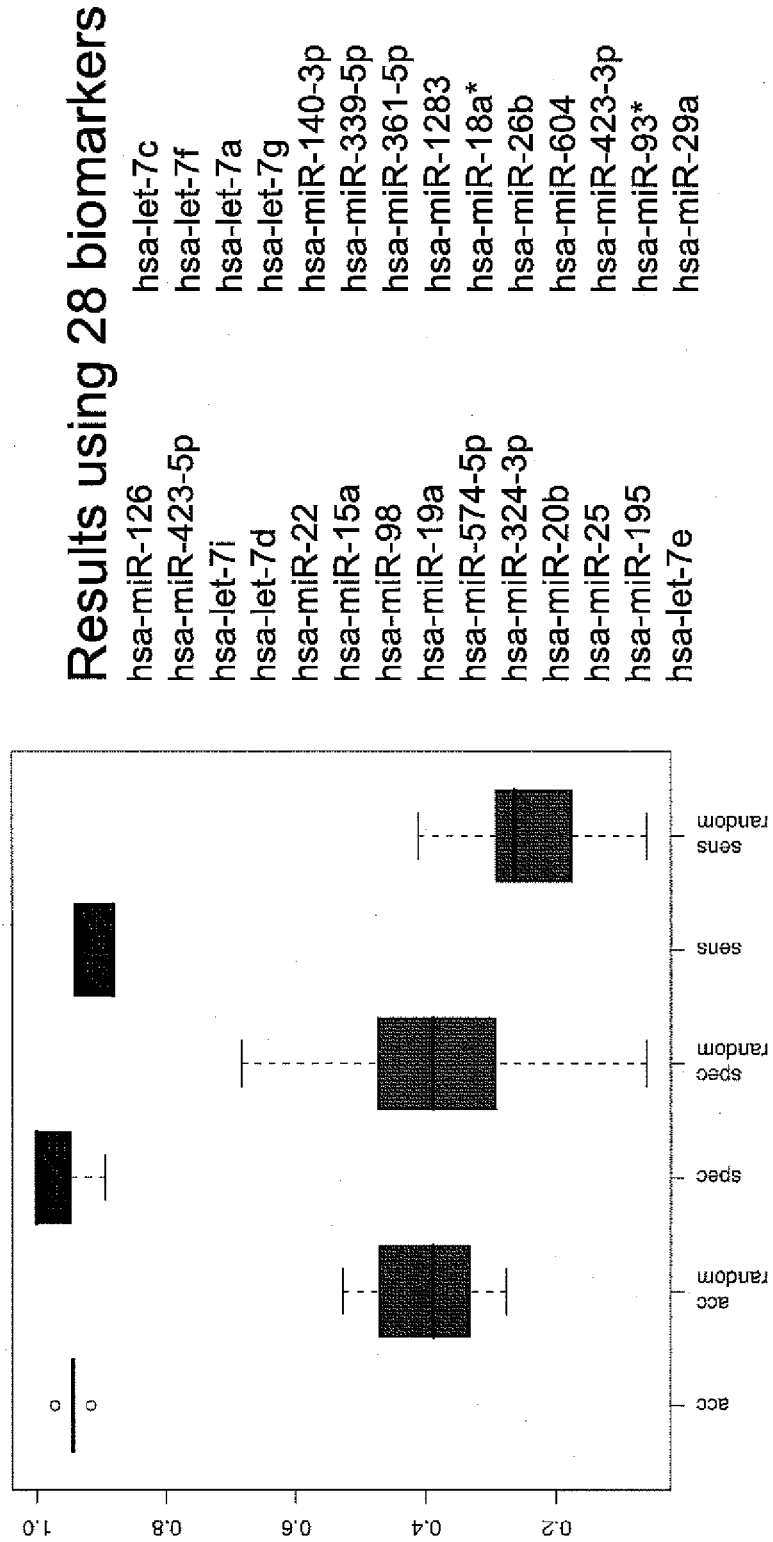 Results using 28 biomarkers
hsa-miR-126
hsa-miR-423-5p
hsa-let-7i
hsa-let-7d
hsa-miR-22
hsa-miR-15a
hsa-miR-98
hsa-miR-19a
hsa-miR-574-5p
hsa-miR-324-3p
hsa-miR-20b
hsa-miR-25
hsa-miR-195
hsa-let-7e
hsa-let-7c
hsa-let-7f
hsa-let-7a
hsa-let-7g
hsa-miR-140-3p
hsa-miR-339-5p
hsa-miR-361-5p
hsa-miR-1283
hsa-miR-18a*
hsa-miR-26b
hsa-miR-604
hsa-miR-423-3p
hsa-miR-93*
hsa-miR-29a
1.0
0.8
0.6
0.4
0.2
acc
acc
random
spec
spec
random
sens
sens
random